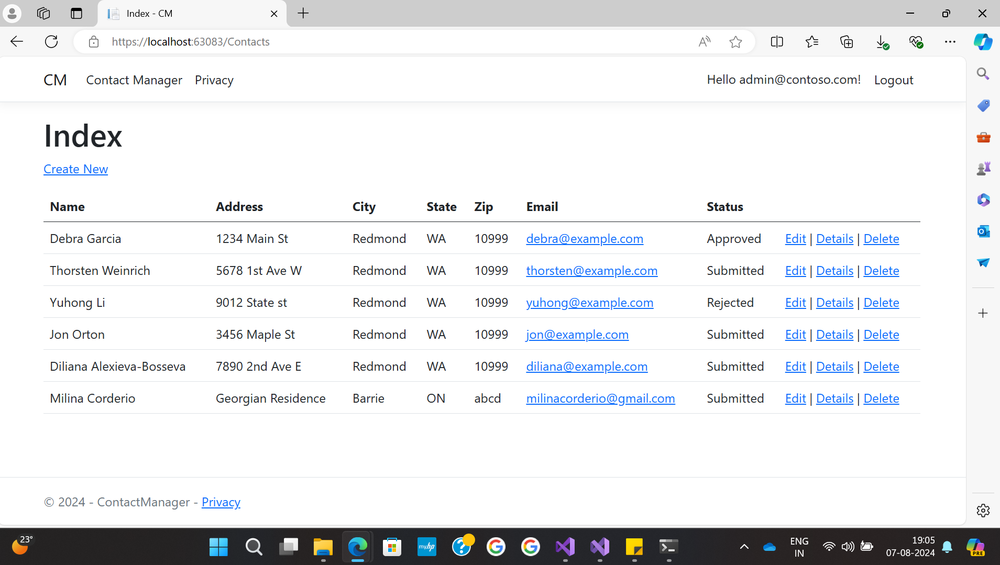 Index - CM
https://localhost:63083/Contacts
CM Contact Manager Privacy Hello admin@contoso.com! Logout
Index
Create New
Name Address City State Zip Email Status
Debra Garcia 1234 Main St Redmond WA 10999 debra@example.com Approved Edit | Details | Delete
Thorsten Weinrich 5678 1st Ave W Redmond WA 10999 thorsten@example.com Submitted Edit | Details | Delete
Yuhong Li 9012 State st Redmond WA 10999 yuhong@example.com Rejected Edit | Details | Delete
Jon Orton 3456 Maple St Redmond WA 10999 jon@example.com Submitted Edit | Details | Delete
Diliana Alexieva-Bosseva 7890 2nd Ave E Redmond WA 10999 diliana@example.com Submitted Edit | Details | Delete
Milina Corderio Georgian Residence Barrie ON abcd milinacorderio@gmail.com Submitted Edit | Details | Delete
© 2024 - ContactManager - Privacy
23°
myhp
ENG
IN
19:05
07-08-2024
PRE